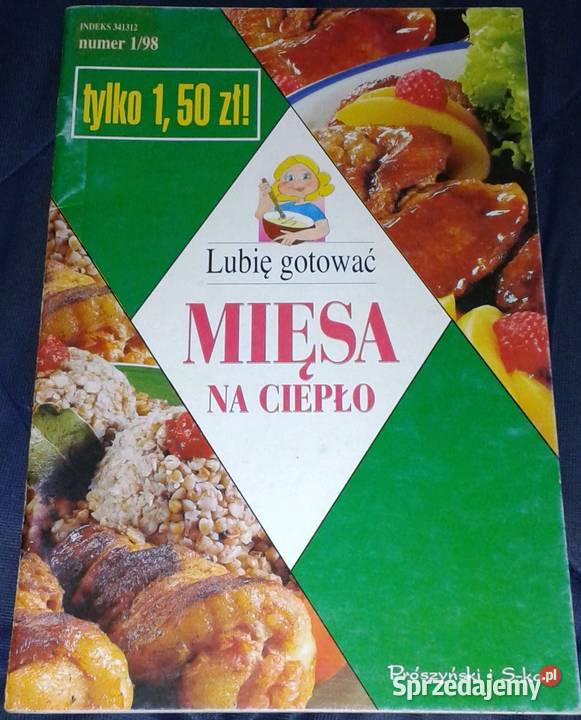 INDEKS 341312
numer 1/98
tylko 1,50 zł!
Lubię gotować
MIĘSA
NA CIEPŁO
Prószyński i S-ka
Sprzedajemy.pl